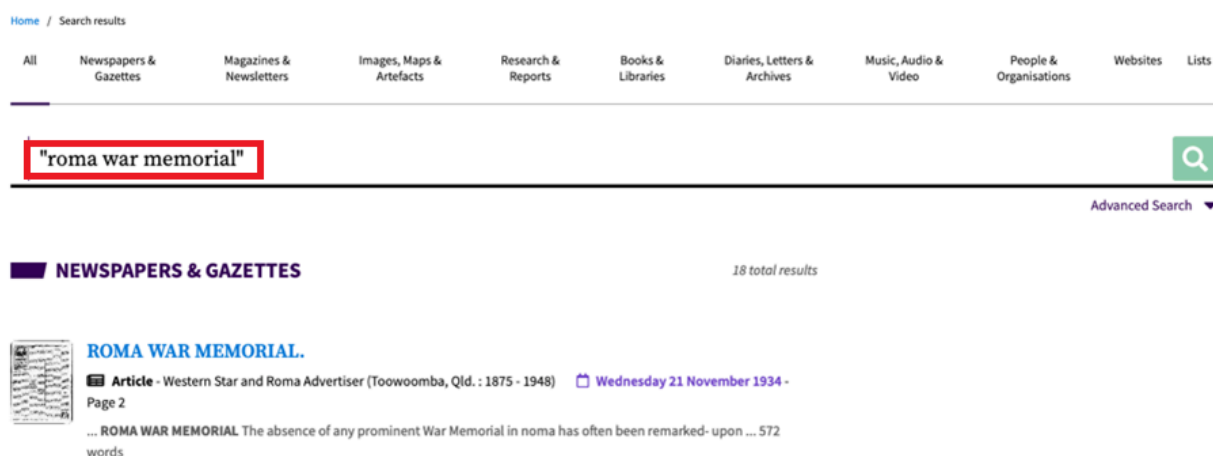 Home / Search results
All
Newspapers &
Gazettes
Magazines &
Newsletters
Images, Maps &
Artefacts
Research &
Reports
Books &
Libraries
Diaries, Letters &
Archives
Music, Audio &
Video
People &
Organisations
Websites
Lists
"roma war memorial"
Advanced Search
NEWSPAPERS & GAZETTES
18 total results
ROMA WAR MEMORIAL.
Article - Western Star and Roma Advertiser (Toowoomba, Qld. : 1875 - 1948) Wednesday 21 November 1934 -
Page 2
... ROMA WAR MEMORIAL The absence of any prominent War Memorial in noma has often been remarked- upon ... 572
words